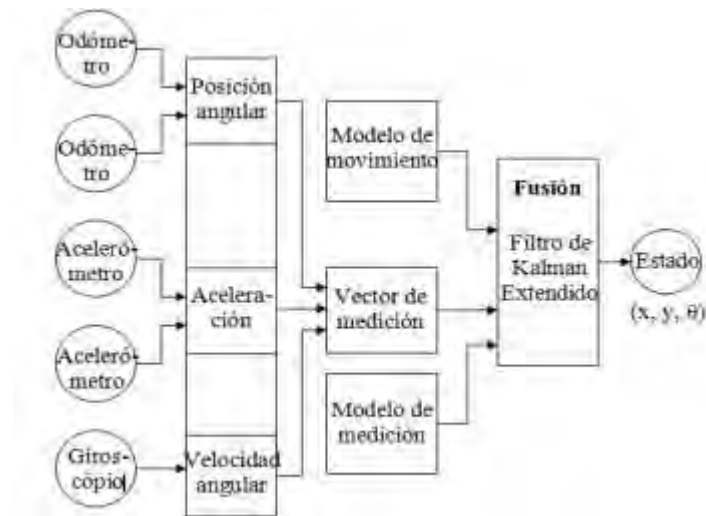 Odóme-
tro
Odóme-
tro
Aceleró-
metro
Aceleró-
metro
Giros-
cópio
Posición
angular
Acelera-
ción
Velocidad
angular
Modelo de
movimiento
Vector de
medición
Modelo de
medición
Fusión
Filtro de
Kalman
Extendido
Estado
(x, y, θ)